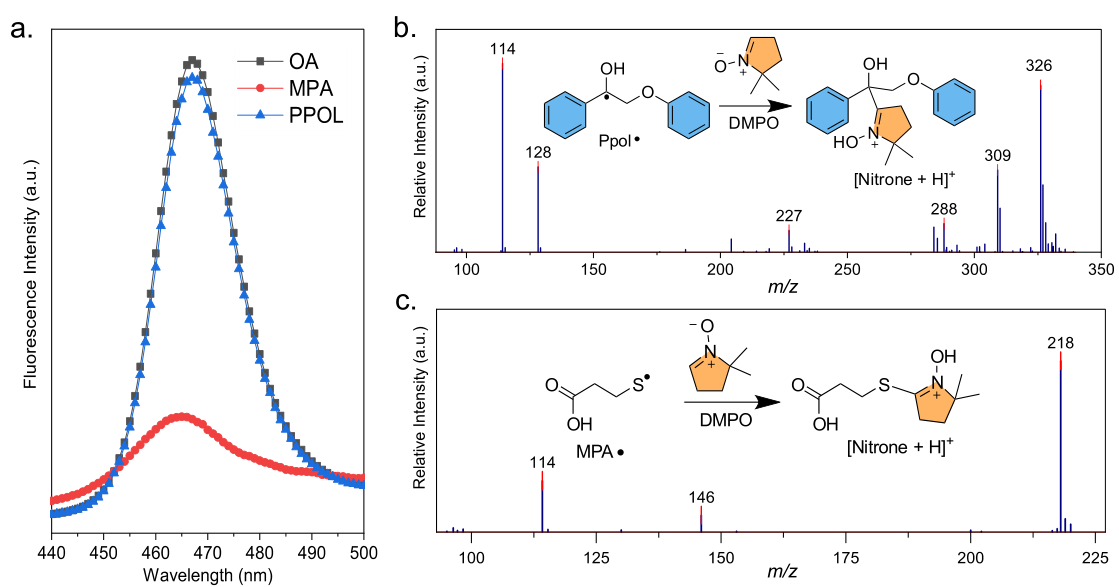 a.
OA
MPA
PPOL
Fluorescence Intensity (a.u.)
440 450 460 470 480 490 500
Wavelength (nm)
b.
Relative Intensity (a.u.)
114
128
227
288
309
326
OH
O
Ppol•
−
O
N
+
DMPO
OH
O
HO
N
+
[Nitrone + H]+
100 150 200 250 300 350
m/z
c.
Relative Intensity (a.u.)
114
146
218
O
OH
S•
MPA•
−
O
N
+
DMPO
O
OH
S
OH
N
+
[Nitrone + H]+
100 125 150 175 200 225
m/z